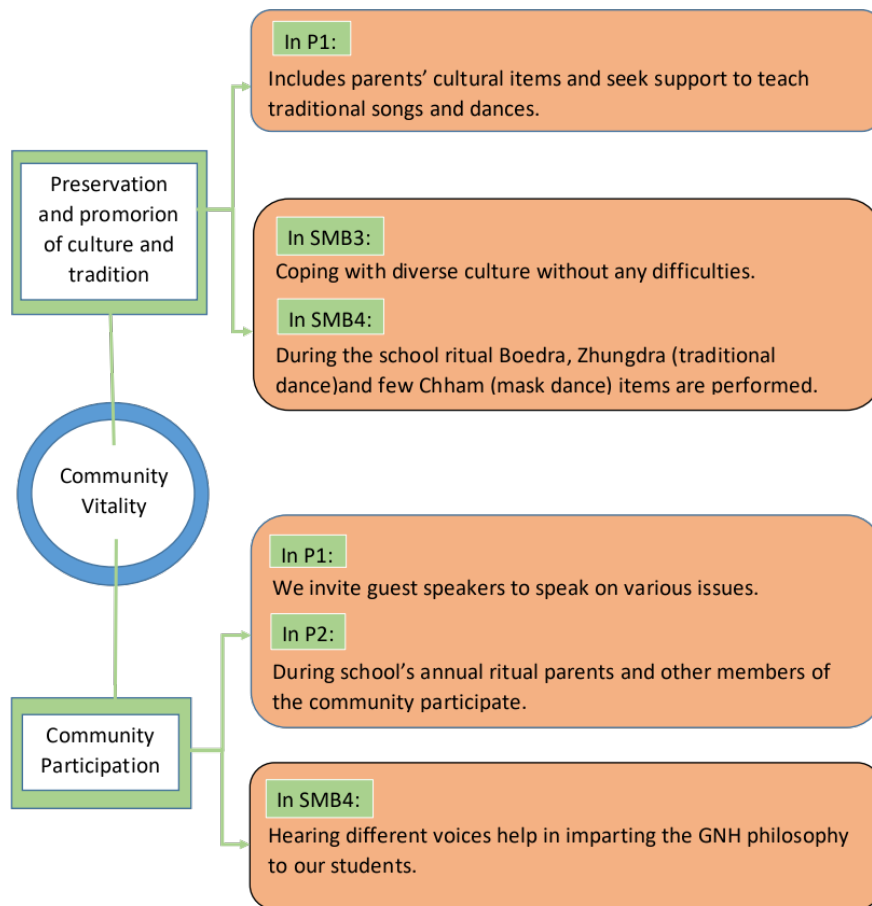 In P1:
Includes parents’ cultural items and seek support to teach
traditional songs and dances.
Preservation
and promorion
of culture and
tradition
In SMB3:
Coping with diverse culture without any difficulties.
In SMB4:
During the school ritual Boedra, Zhungdra (traditional
dance)and few Chham (mask dance) items are performed.
Community
Vitality
In P1:
We invite guest speakers to speak on various issues.
In P2:
During school’s annual ritual parents and other members of
the community participate.
Community
Participation
In SMB4:
Hearing different voices help in imparting the GNH philosophy
to our students.